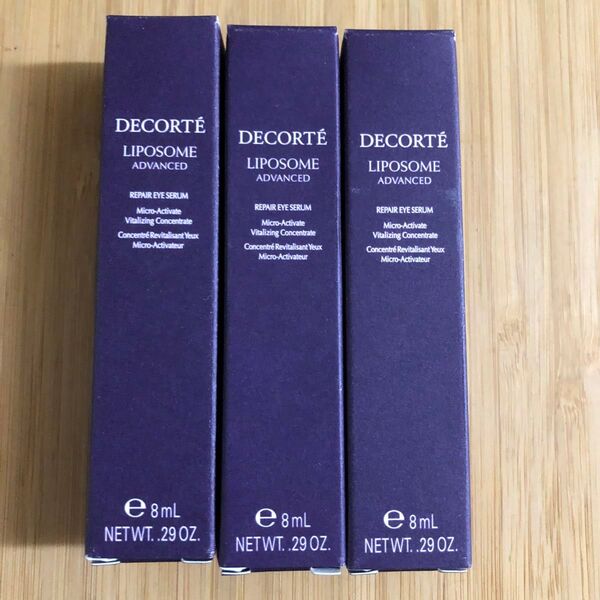 DECORTÉ
LIPOSOME
ADVANCED
REPAIR EYE SERUM
Micro-Activate
Vitalizing Concentrate
Concentré Revitalisant Yeux
Micro-Activateur
e 8 mL
NET WT. .29 OZ.
DECORTÉ
LIPOSOME
ADVANCED
REPAIR EYE SERUM
Micro-Activate
Vitalizing Concentrate
Concentré Revitalisant Yeux
Micro-Activateur
e 8 mL
NET WT. .29 OZ.
DECORTÉ
LIPOSOME
ADVANCED
REPAIR EYE SERUM
Micro-Activate
Vitalizing Concentrate
Concentré Revitalisant Yeux
Micro-Activateur
e 8 mL
NET WT. .29 OZ.